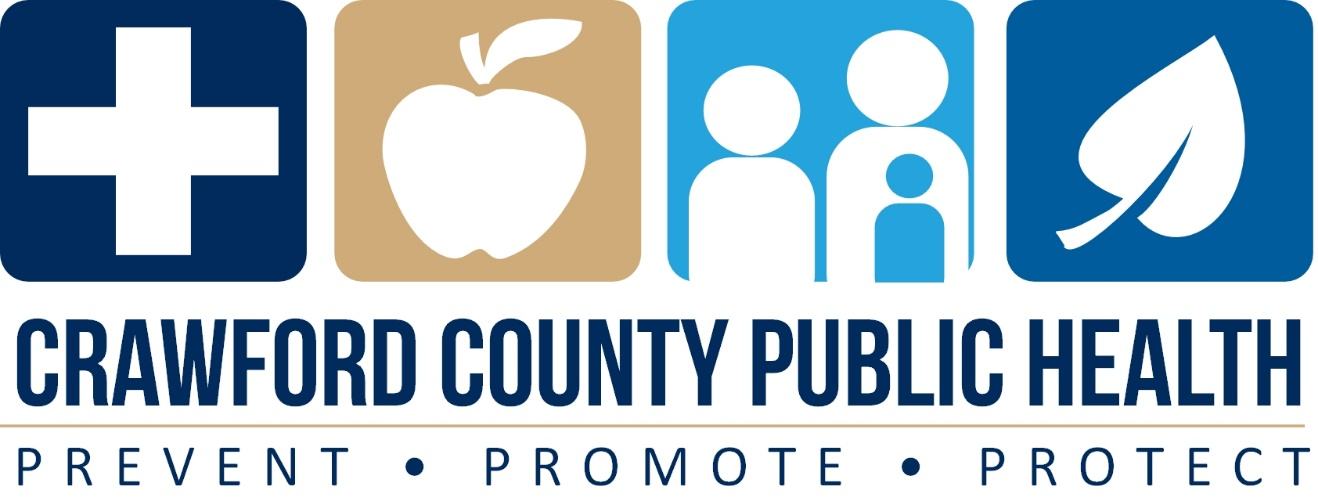 CRAWFORD COUNTY PUBLIC HEALTH
PREVENT • PROMOTE • PROTECT